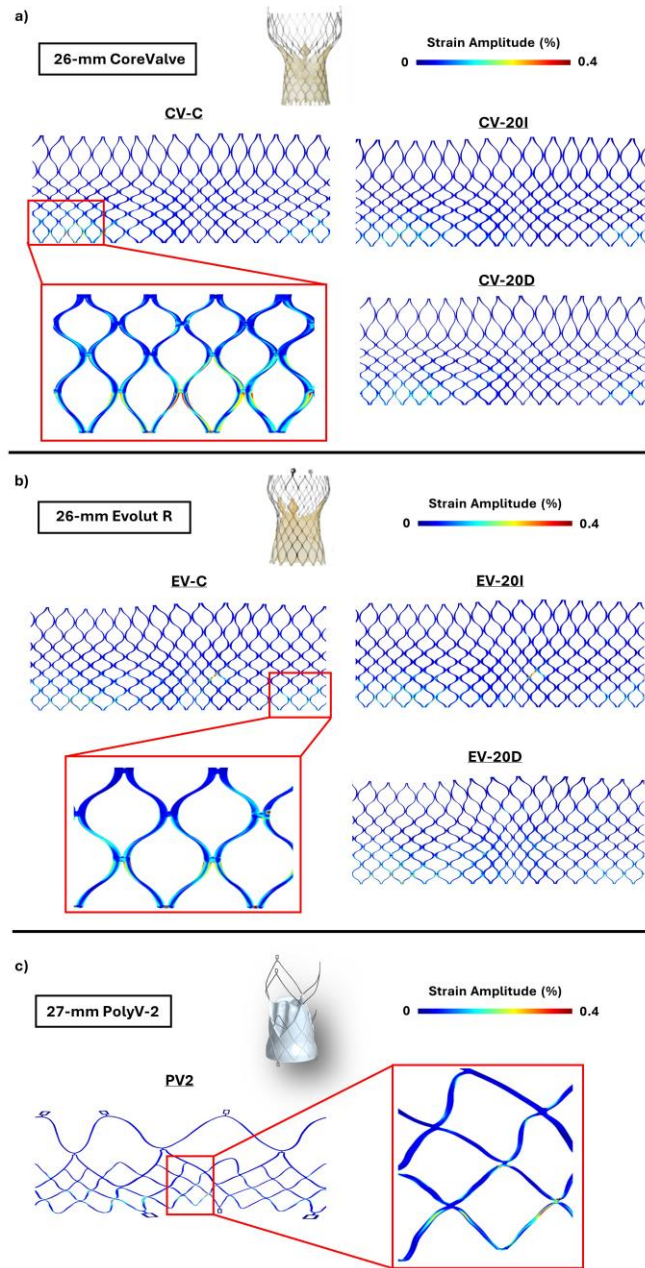 a)
26-mm CoreValve
Strain Amplitude (%)
0 0.4
CV-C
CV-20I
CV-20D
b)
26-mm Evolut R
Strain Amplitude (%)
0 0.4
EV-C
EV-20I
EV-20D
c)
27-mm PolyV-2
Strain Amplitude (%)
0 0.4
PV2